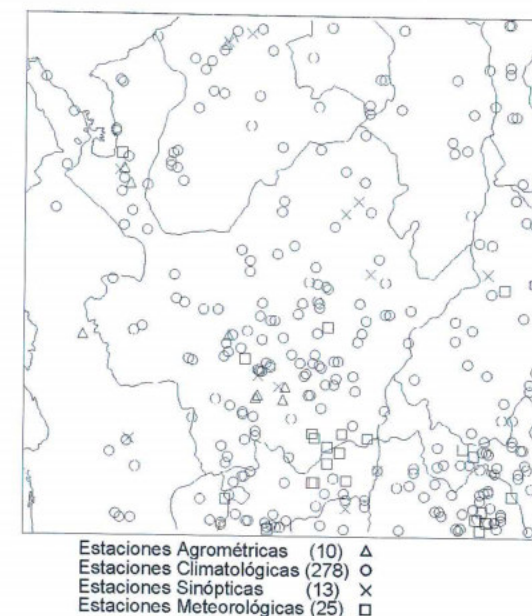 Estaciones Agrométricas (10) △
Estaciones Climatológicas (278) ○
Estaciones Sinópticas (13) ×
Estaciones Meteorológicas (25) □